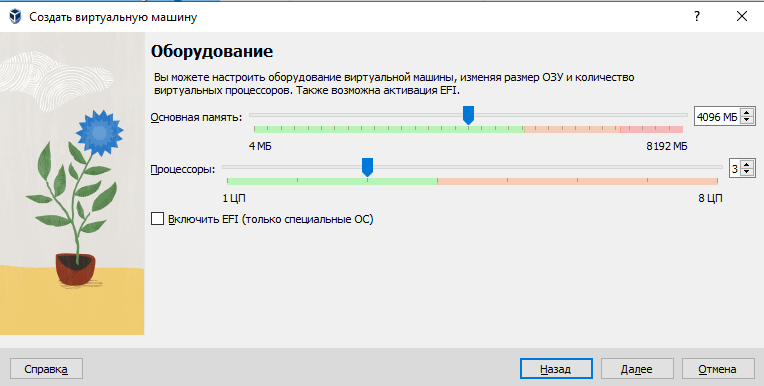 Создать виртуальную машину
Оборудование
Вы можете настроить оборудование виртуальной машины, изменяя размер ОЗУ и количество
виртуальных процессоров. Также возможна активация EFI.
Основная память: 4096 МБ
4 МБ 8192 МБ
Процессоры: 3
1 ЦП 8 ЦП
Включить EFI (только специальные ОС)
Справка Назад Далее Отмена